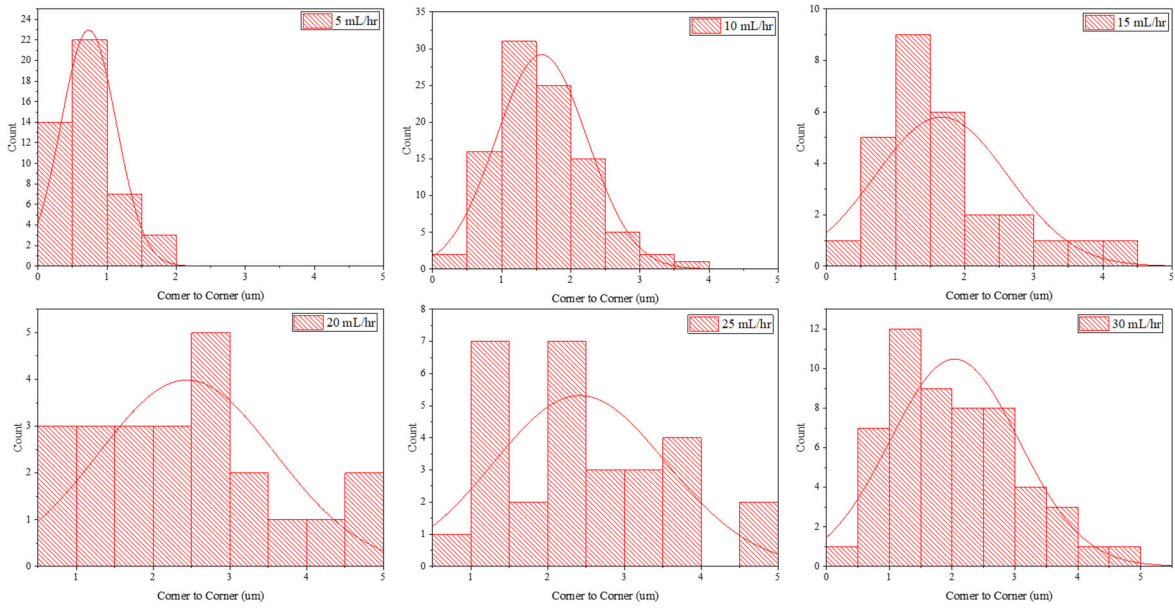 5 mL/hr
24
22
20
18
16
14
12
10
8
6
4
2
0
Count
0 1 2 3 4 5
Corner to Corner (um)
10 mL/hr
35
30
25
20
15
10
5
0
Count
0 1 2 3 4 5
Corner to Corner (um)
15 mL/hr
10
8
6
4
2
0
Count
0 1 2 3 4 5
Corner to Corner (um)
20 mL/hr
5
4
3
2
1
0
Count
1 2 3 4 5
Corner to Corner (um)
25 mL/hr
8
7
6
5
4
3
2
1
0
Count
1 2 3 4 5
Corner to Corner (um)
30 mL/hr
12
10
8
6
4
2
0
Count
0 1 2 3 4 5
Corner to Corner (um)